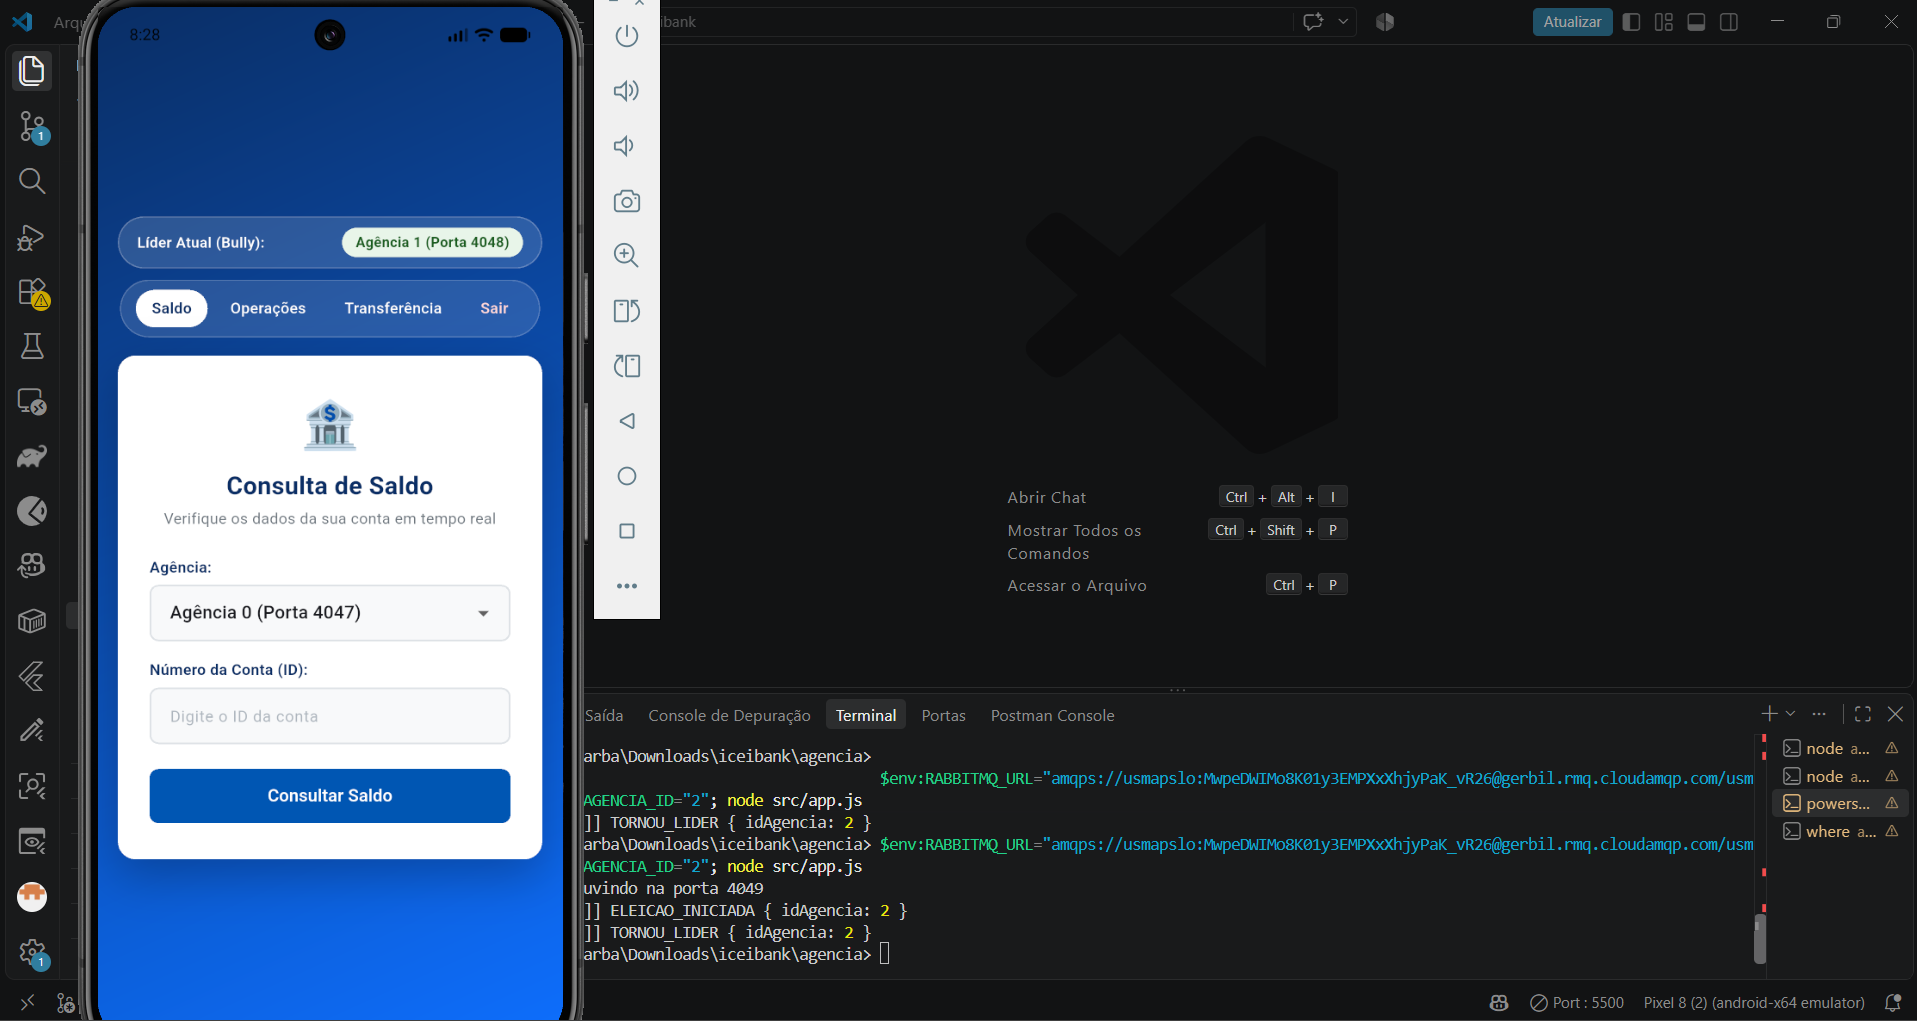 Arqu
ibank
Atualizar
8:28
Líder Atual (Bully):
Agência 1 (Porta 4048)
Saldo
Operações
Transferência
Sair
Consulta de Saldo
Verifique os dados da sua conta em tempo real
Agência:
Agência 0 (Porta 4047)
Número da Conta (ID):
Digite o ID da conta
Consultar Saldo
1
1
Abrir Chat
Ctrl + Alt + I
Mostrar Todos os Comandos
Ctrl + Shift + P
Acessar o Arquivo
Ctrl + P
Saída
Console de Depuração
Terminal
Portas
Postman Console
arba\Downloads\iceibank\agencia>
$env:RABBITMQ_URL="amqps://usmapslo:MwpeDWIMo8K01y3EMPXxXhjyPaK_vR26@gerbil.rmq.cloudamqp.com/usm
AGENCIA_ID="2"; node src/app.js
]] TORNOU_LIDER { idAgencia: 2 }
arba\Downloads\iceibank\agencia> $env:RABBITMQ_URL="amqps://usmapslo:MwpeDWIMo8K01y3EMPXxXhjyPaK_vR26@gerbil.rmq.cloudamqp.com/usm
AGENCIA_ID="2"; node src/app.js
uvindo na porta 4049
]] ELEICAO_INICIADA { idAgencia: 2 }
]] TORNOU_LIDER { idAgencia: 2 }
arba\Downloads\iceibank\agencia>
node a...
node a...
powers...
where a...
Port : 5500
Pixel 8 (2) (android-x64 emulator)